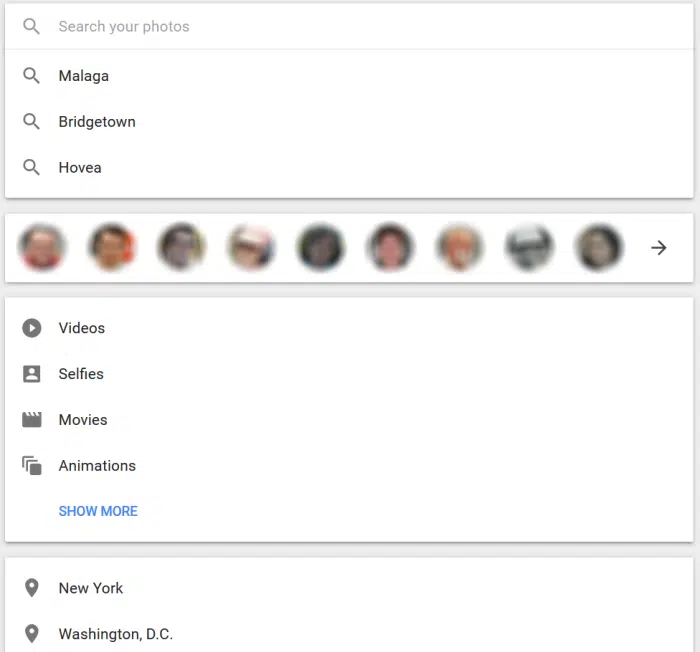 Search your photos
Malaga
Bridgetown
Hovea
Videos
Selfies
Movies
Animations
SHOW MORE
New York
Washington, D.C.